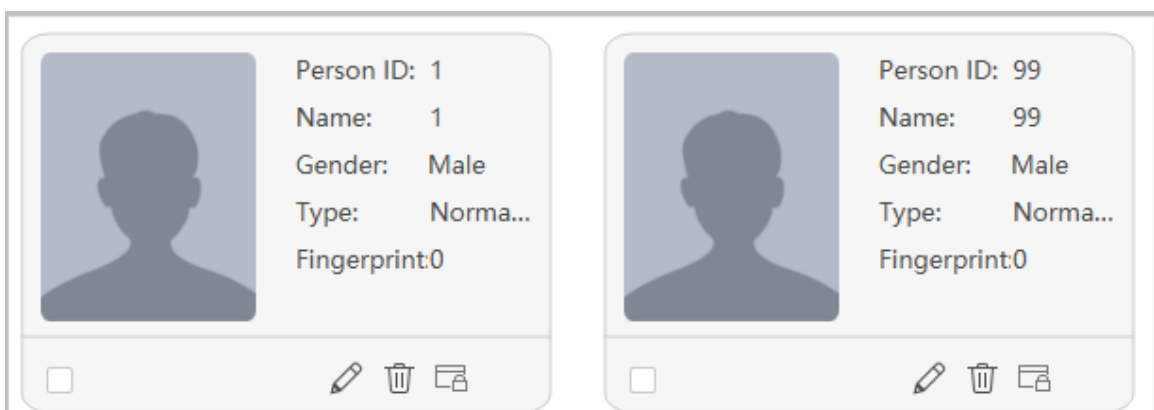 Person ID: 1
Name: 1
Gender: Male
Type: Norma...
Fingerprint:0
Person ID: 99
Name: 99
Gender: Male
Type: Norma...
Fingerprint:0